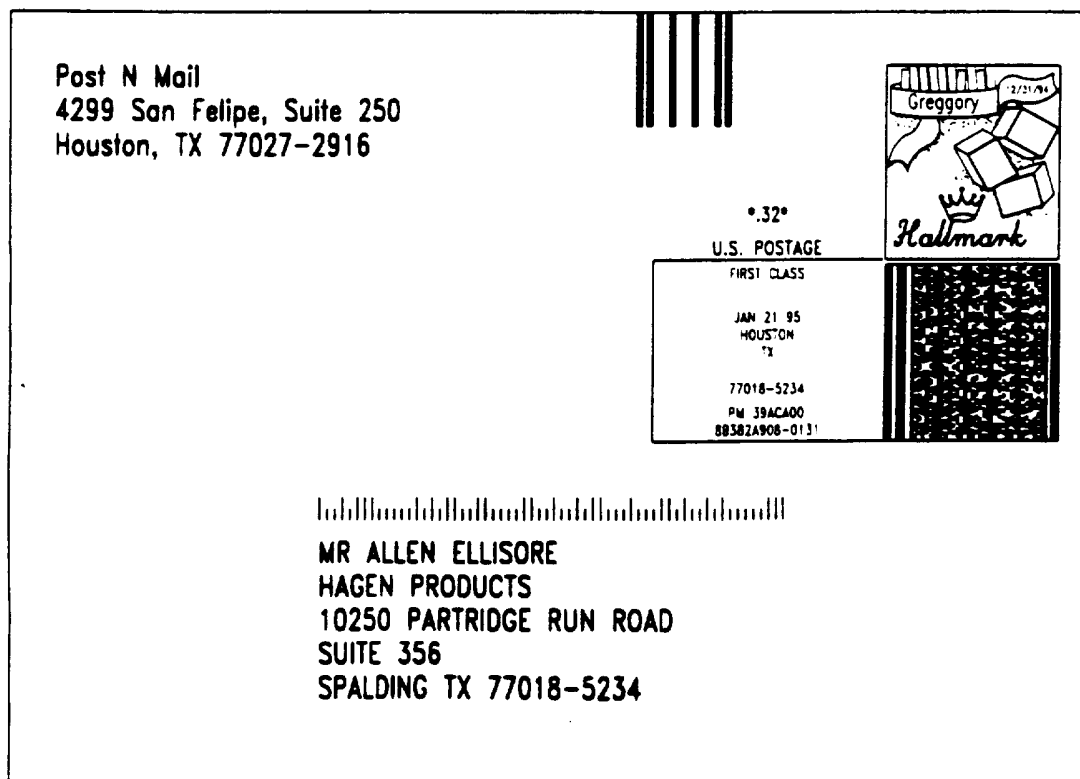 Post N Mail
4299 San Felipe, Suite 250
Houston, TX 77027-2916
Greggory
12/31/94
Hallmark
*.32*
U.S. POSTAGE
FIRST CLASS
JAN 21 95
HOUSTON
TX
77018-5234
PM 39ACA00
88382A908-0131
MR ALLEN ELLISORE
HAGEN PRODUCTS
10250 PARTRIDGE RUN ROAD
SUITE 356
SPALDING TX 77018-5234